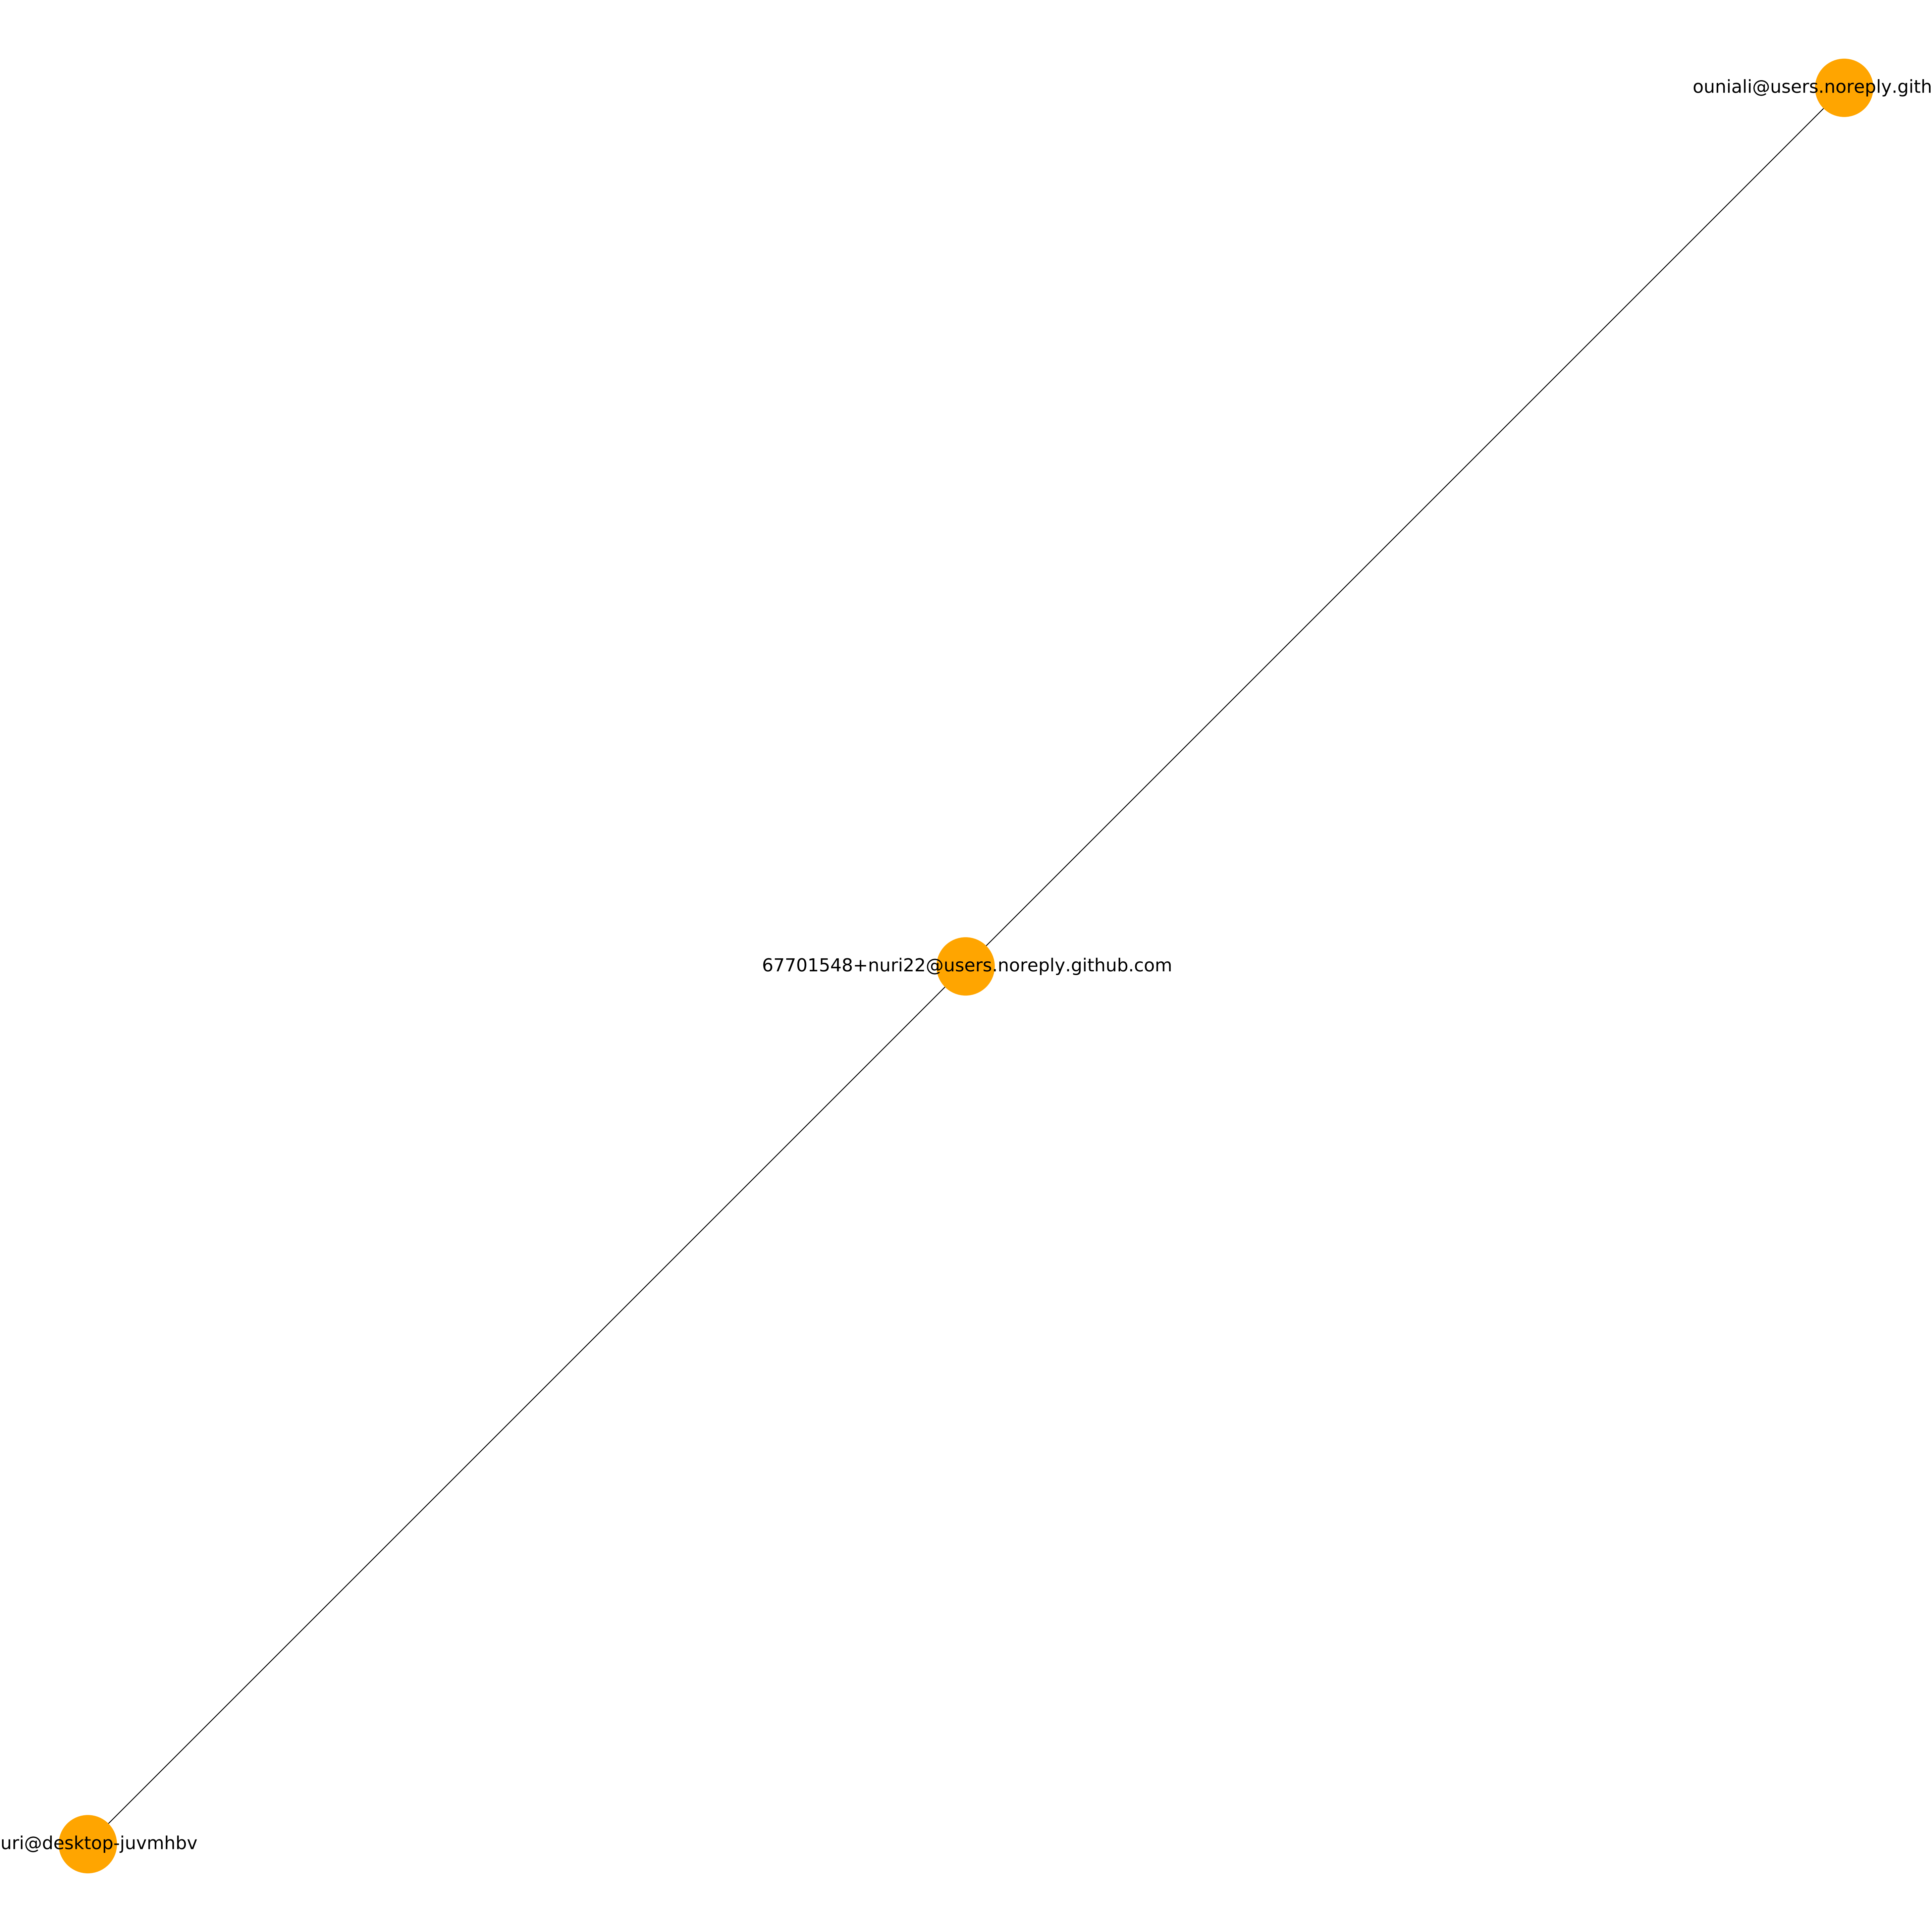 ouniali@users.noreply.gith
67701548+nuri22@users.noreply.github.com
uri@desktop-juvmhbv